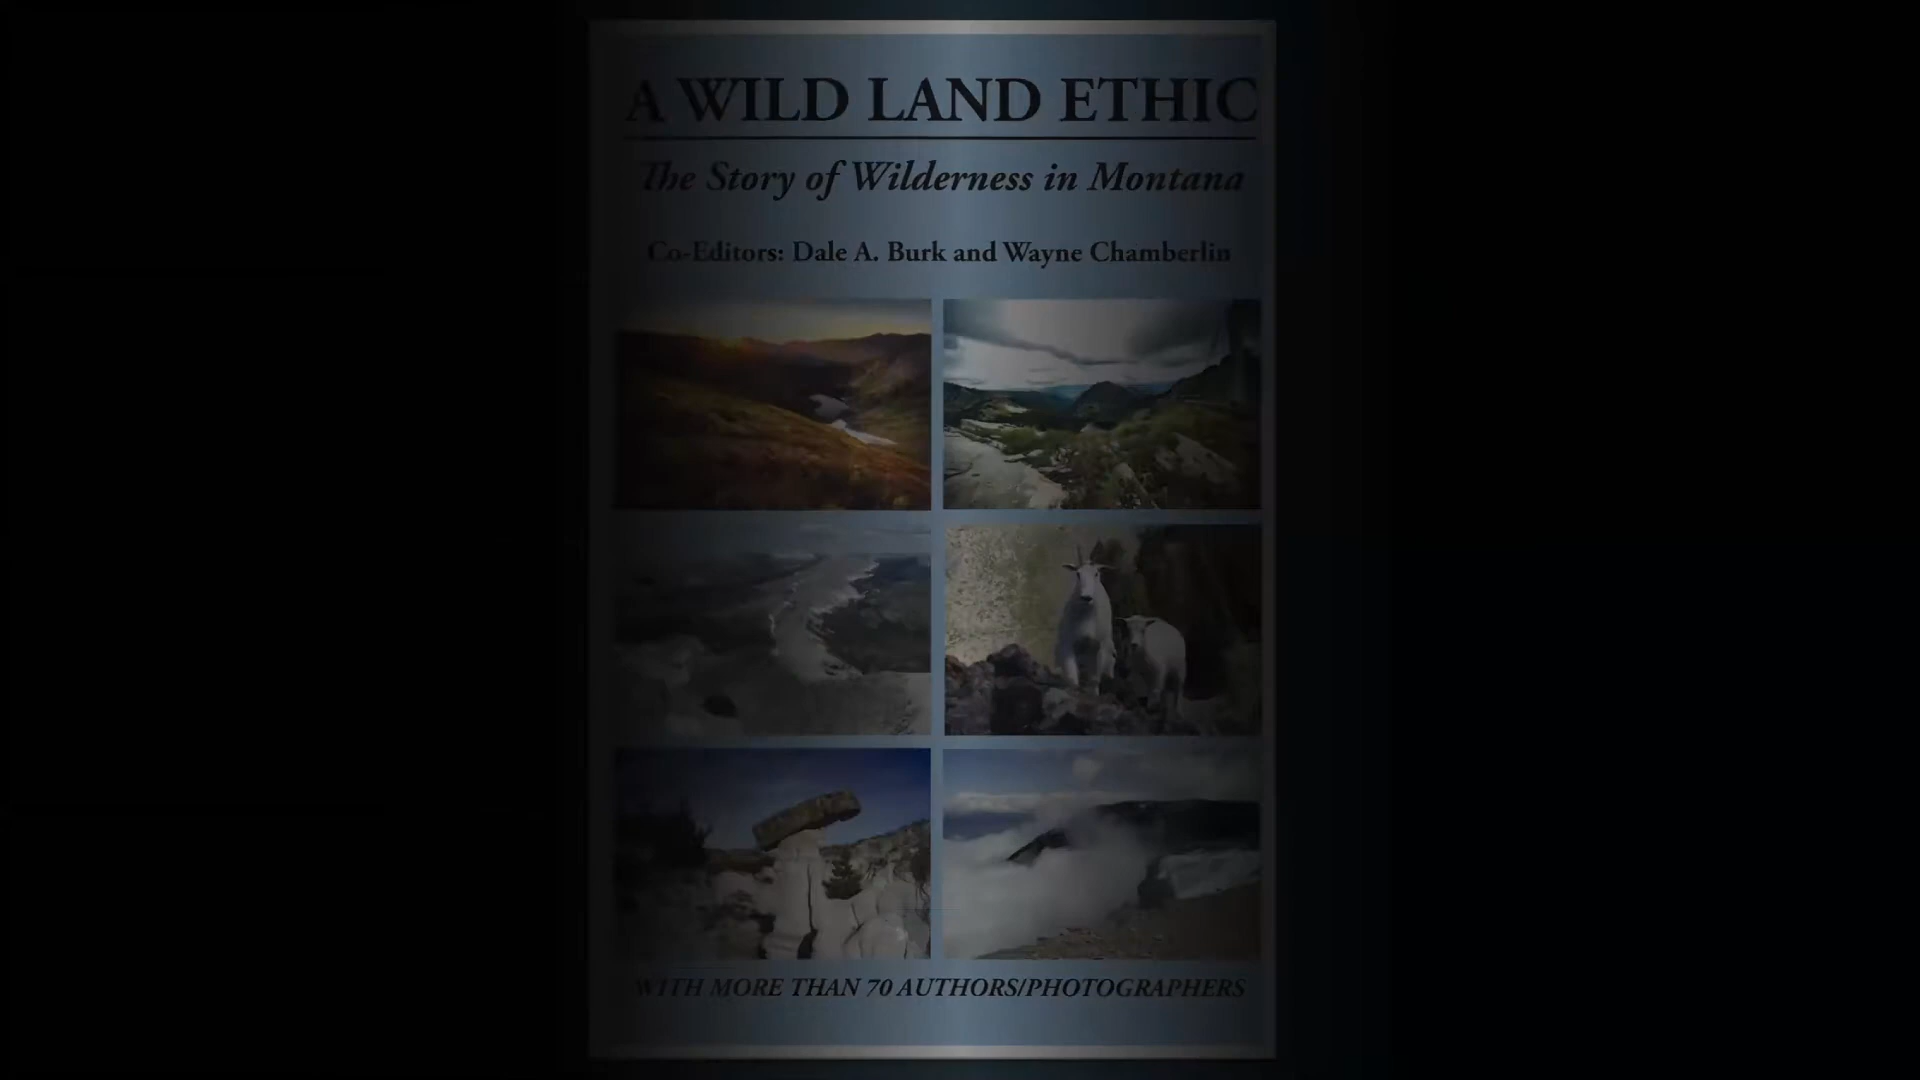 A WILD LAND ETHIC
The Story of Wilderness in Montana
Co-Editors: Dale A. Burk and Wayne Chamberlin
WITH MORE THAN 70 AUTHORS/PHOTOGRAPHERS